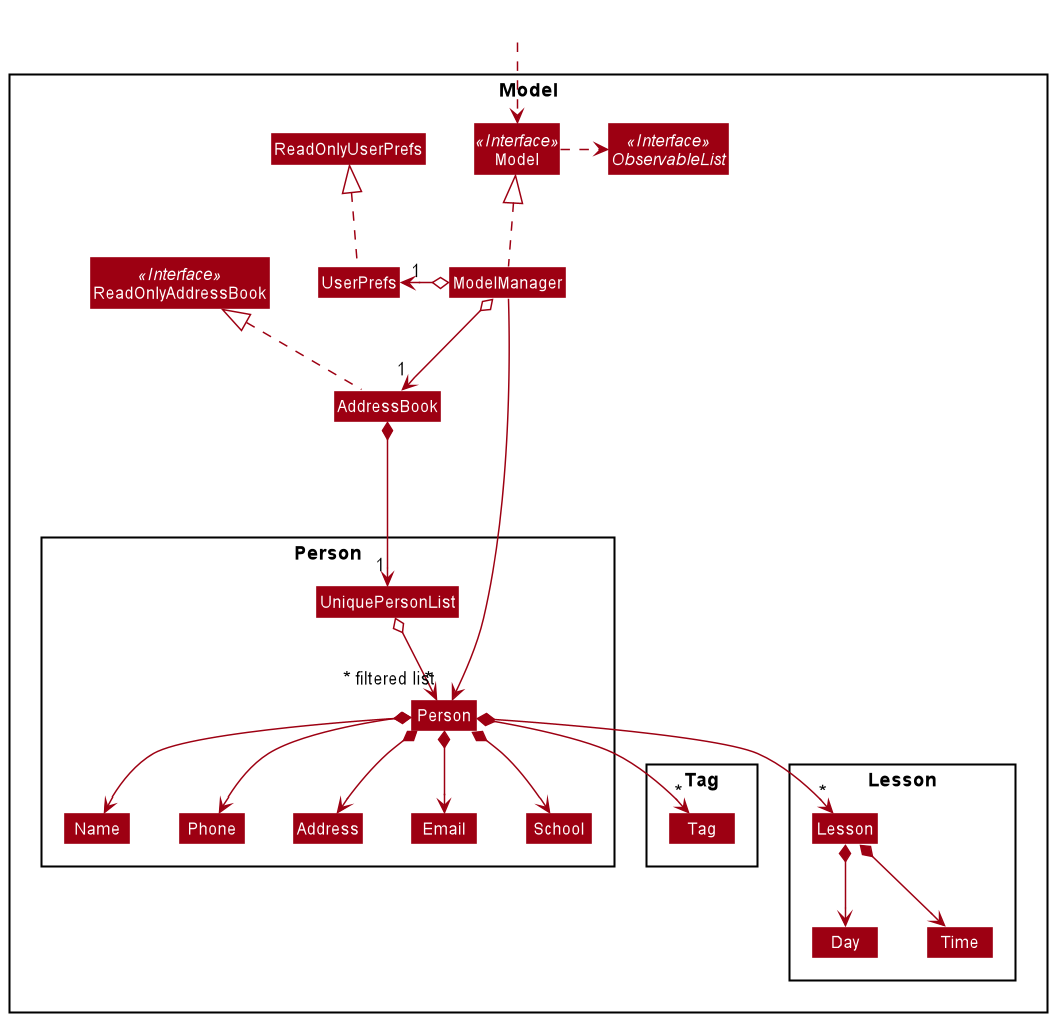 Model
«Interface»
Model
«Interface»
ObservableList
ReadOnlyUserPrefs
«Interface»
ReadOnlyAddressBook
UserPrefs
1
ModelManager
1
AddressBook
Person
1
UniquePersonList
* filtered list
*
Person
Name
Phone
Address
Email
School
Tag
*
Tag
Lesson
*
Lesson
Day
Time